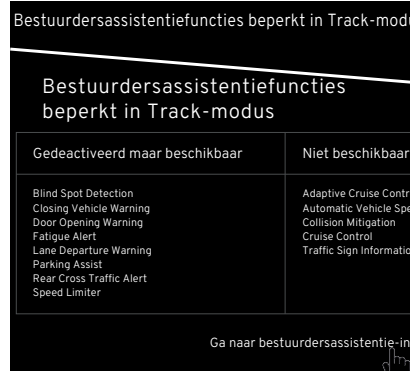 Bestuurdersassistentiefuncties beperkt in Track-modu
Bestuurdersassistentiefuncties
beperkt in Track-modus
Gedeactiveerd maar beschikbaar
Niet beschikbaar
Blind Spot Detection
Closing Vehicle Warning
Door Opening Warning
Fatigue Alert
Lane Departure Warning
Parking Assist
Rear Cross Traffic Alert
Speed Limiter
Adaptive Cruise Contr
Automatic Vehicle Spe
Collision Mitigation
Cruise Control
Traffic Sign Informatio
Ga naar bestuurdersassistentie-in